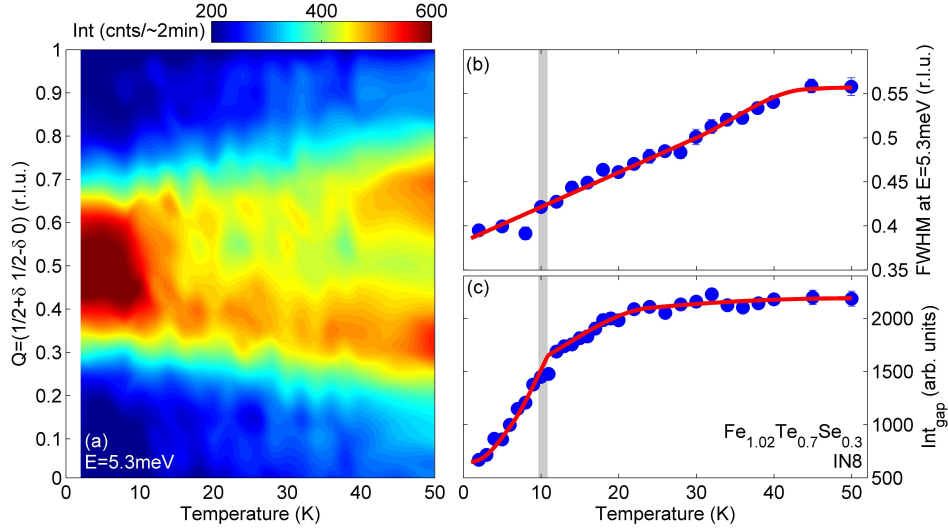 Int (cnts/~2min)
200
400
600
Q=(1/2+δ 1/2-δ 0) (r.l.u.)
1
0.9
0.8
0.7
0.6
0.5
0.4
0.3
0.2
0.1
0
(a)
E=5.3meV
0 10 20 30 40 50
Temperature (K)
(b)
0.55
0.5
0.45
0.4
0.35
FWHM at E=5.3meV (r.l.u.)
(c)
2000
1500
1000
500
Int_gap (arb. units)
Fe1.02Te0.7Se0.3
IN8
0 10 20 30 40 50
Temperature (K)